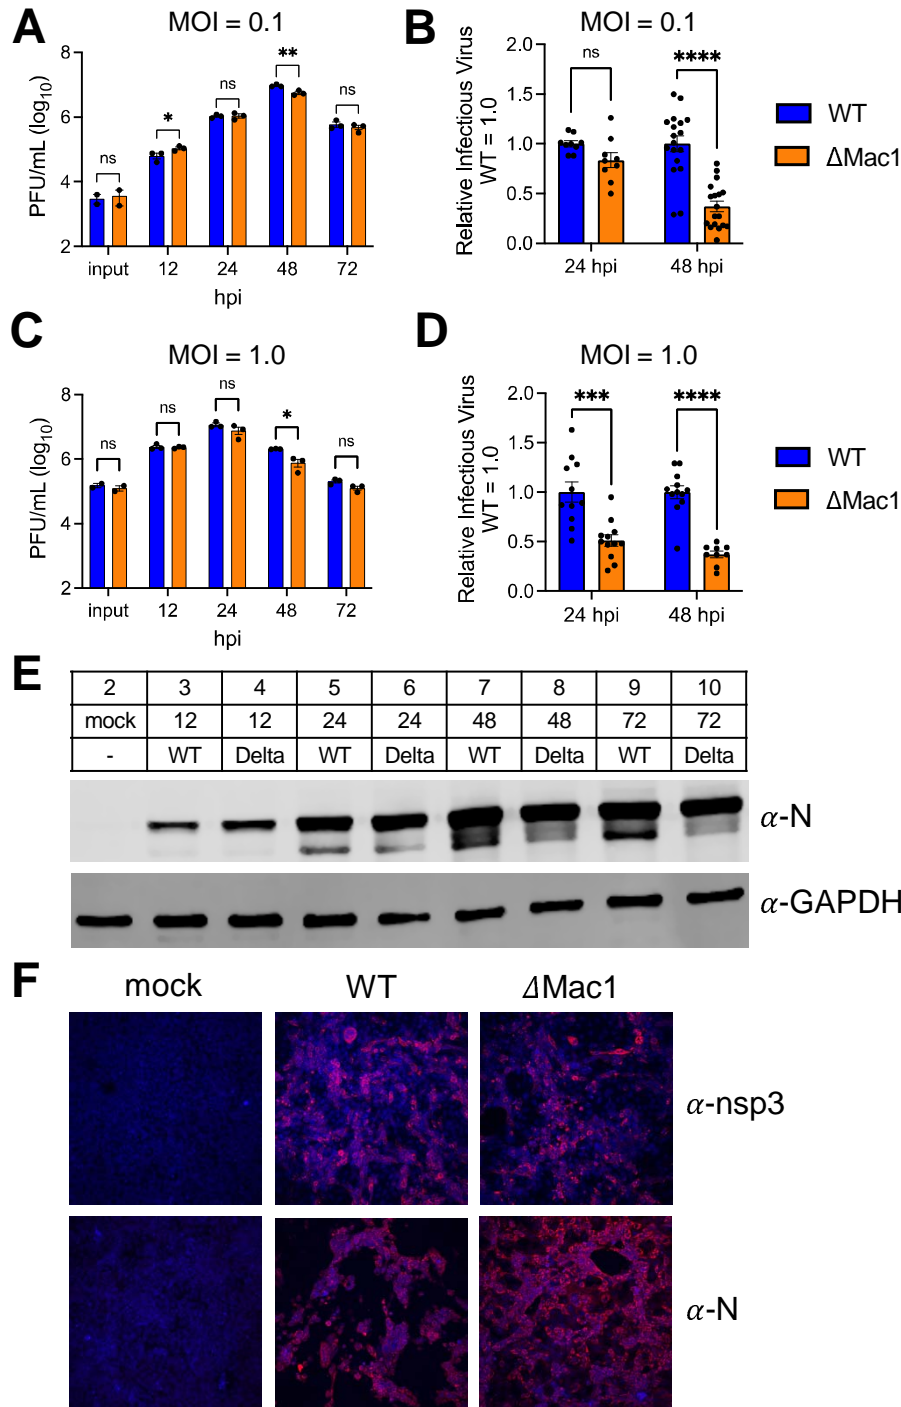 A
MOI = 0.1
PFU/mL (log10)
8
6
4
2
ns
*
ns
**
ns
input 12 24 48 72
hpi
B
MOI = 0.1
Relative Infectious Virus
WT = 1.0
2.0
1.5
1.0
0.5
0.0
ns
****
24 hpi 48 hpi
WT
ΔMac1
C
MOI = 1.0
PFU/mL (log10)
8
6
4
2
ns
ns
ns
*
ns
input 12 24 48 72
hpi
D
MOI = 1.0
Relative Infectious Virus
WT = 1.0
2.0
1.5
1.0
0.5
0.0
***
****
24 hpi 48 hpi
WT
ΔMac1
E
2 3 4 5 6 7 8 9 10
mock 12 12 24 24 48 48 72 72
- WT Delta WT Delta WT Delta WT Delta
α-N
α-GAPDH
F
mock WT ΔMac1
α-nsp3
α-N